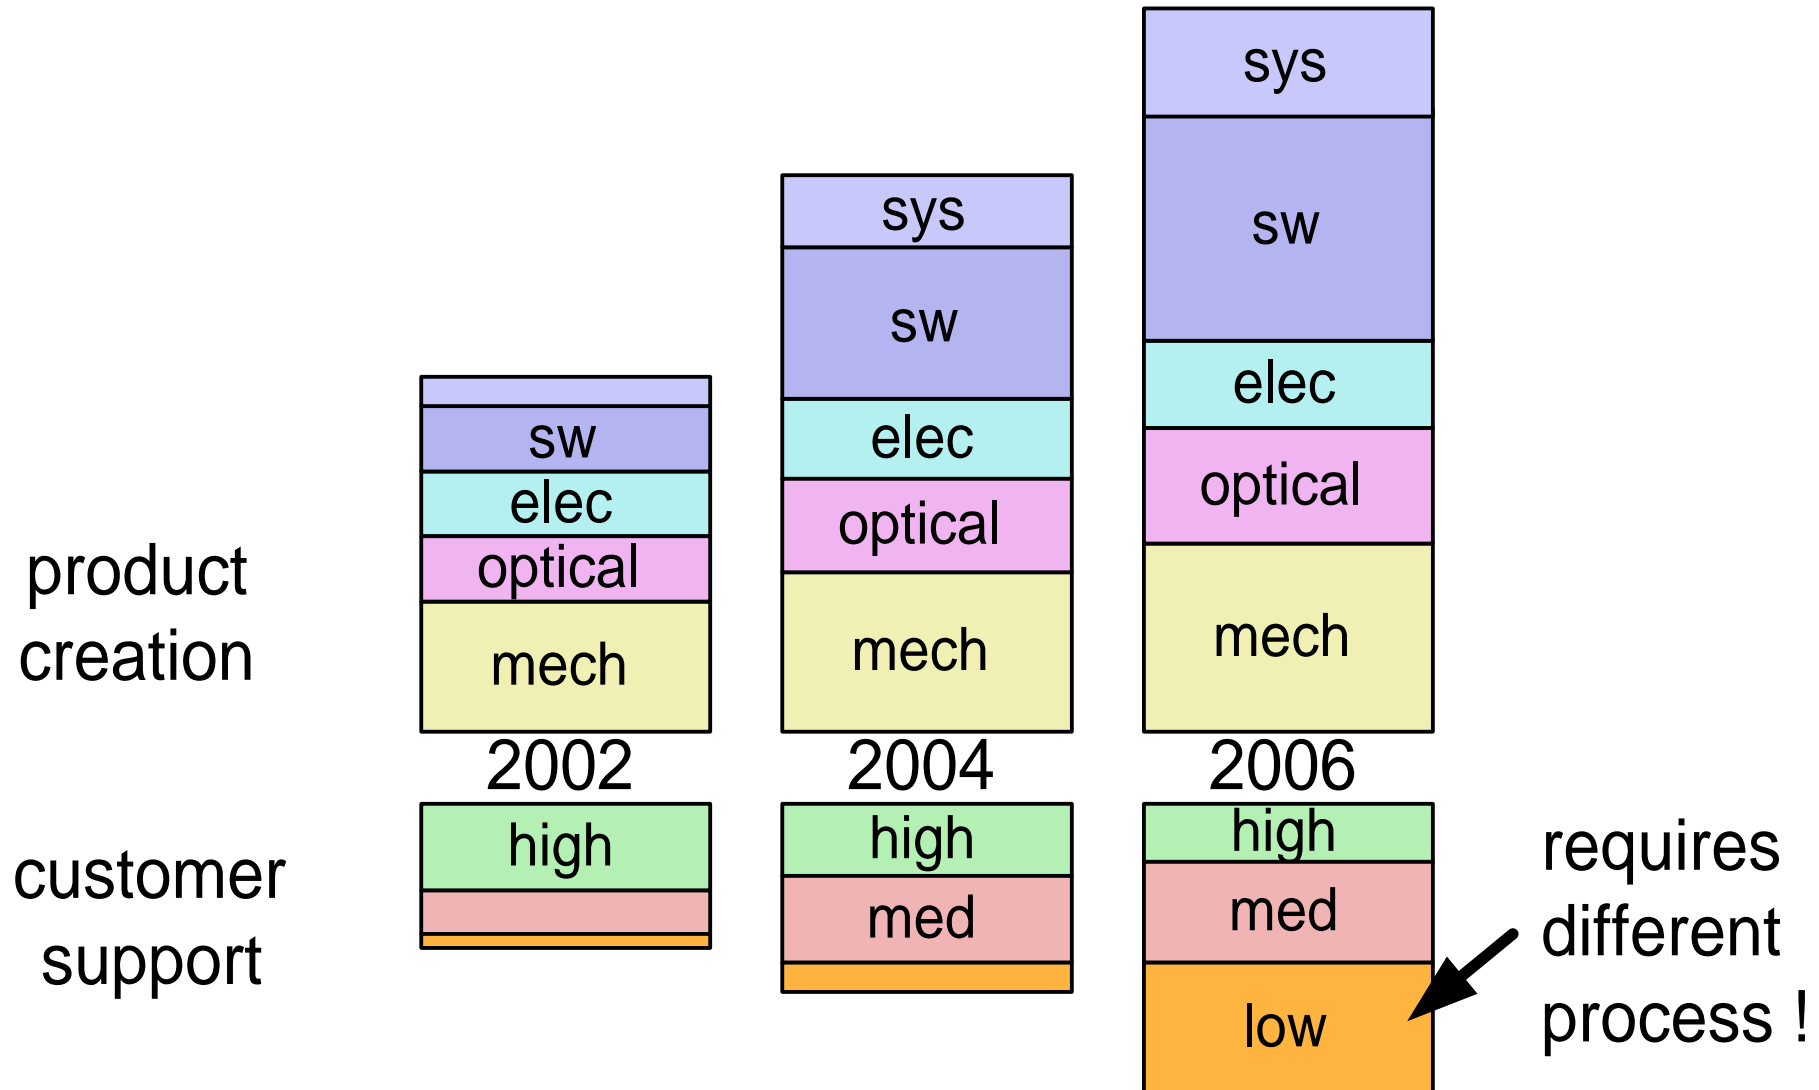 sys
sw
elec
optical
mech
sys
sw
elec
optical
mech
sw
elec
optical
mech
product
creation
2002
2004
2006
high
high
med
high
med
low
customer
support
requires
different
process !